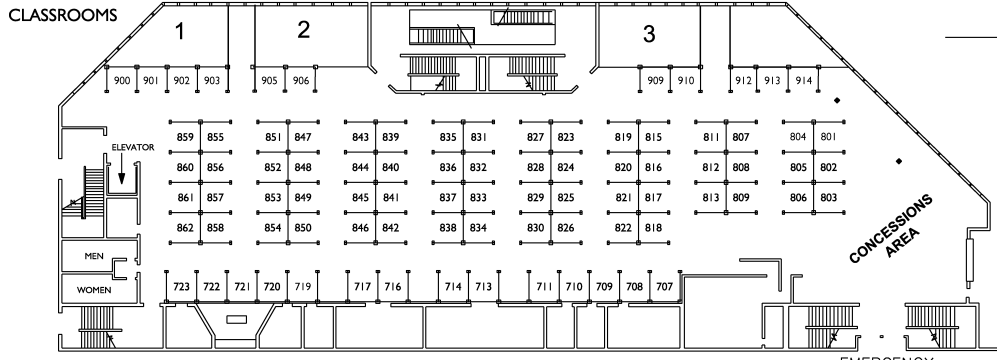 CLASSROOMS
1
2
3
900 901 902 903 905 906 909 910 912 913 914
859 855 851 847 843 839 835 831 827 823 819 815 811 807 804 801
ELEVATOR
860 856 852 848 844 840 836 832 828 824 820 816 812 808 805 802
861 857 853 849 845 841 837 833 829 825 821 817 813 809 806 803
862 858 854 850 846 842 838 834 830 826 822 818
CONCESSIONS
AREA
MEN
WOMEN
723 722 721 720 719 717 716 714 713 711 710 709 708 707
EMERGENCY